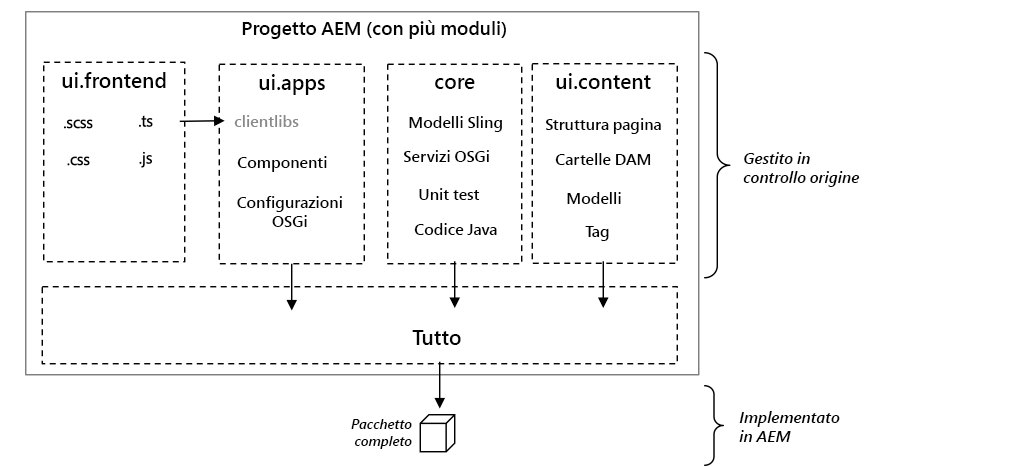 Progetto AEM (con più moduli)
ui.frontend
.scss
.ts
.css
.js
ui.apps
clientlibs
Componenti
Configurazioni
OSGi
core
Modelli Sling
Servizi OSGi
Unit test
Codice Java
ui.content
Struttura pagina
Cartelle DAM
Modelli
Tag
Gestito in
controllo origine
Tutto
Pacchetto
completo
Implementato
in AEM